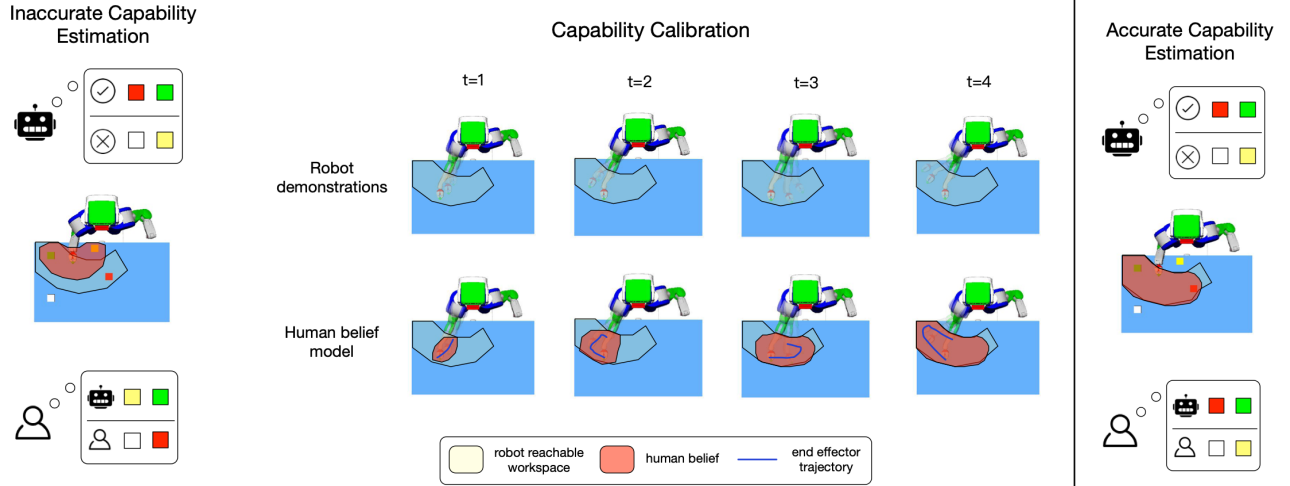 Inaccurate Capability
Estimation
Capability Calibration
Accurate Capability
Estimation
t=1
t=2
t=3
t=4
Robot
demonstrations
Human belief
model
robot reachable
workspace
human belief
end effector
trajectory